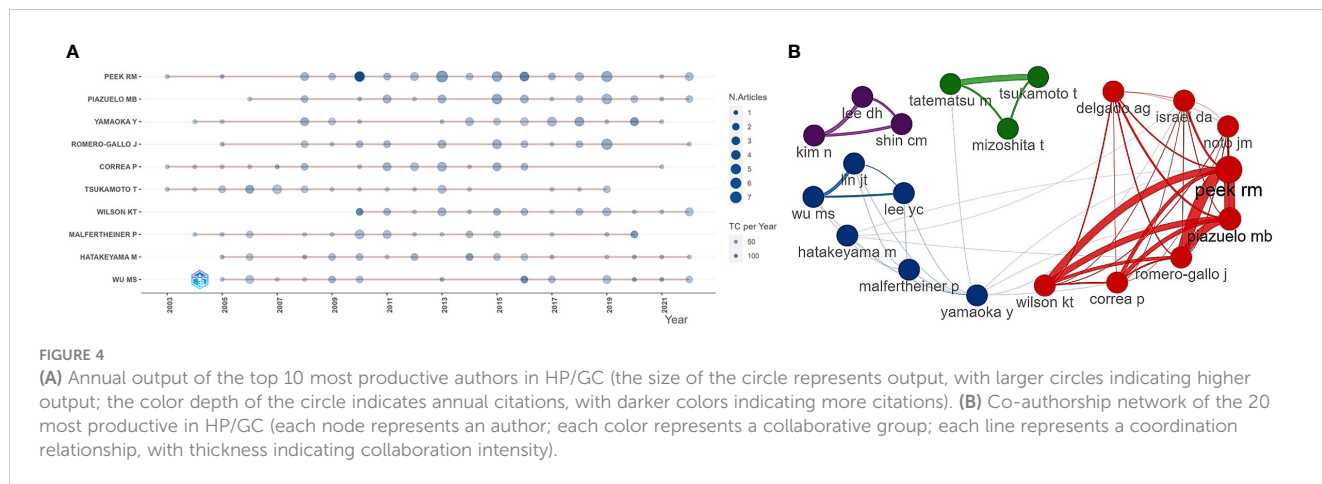 A
PEEK RM
PIAZUELO MB
YAMAOKA Y
ROMERO-GALLO J
CORREA P
TSUKAMOTO T
WILSON KT
MALFERTHEINER P
HATAKEYAMA M
WU MS
2003
2005
2007
2009
2011
2013
2015
2017
2019
2021
Year
N.Articles
1
2
3
4
5
6
7
TC per Year
50
100
B
lee dh
kim n
shin cm
tatematsu m
tsukamoto t
mizoshita t
lin jt
wu ms
lee yc
hatakeyama m
malfertheiner p
yamaoka y
delgado ag
israel da
noto jm
peek rm
piazuelo mb
romero-gallo j
correa p
wilson kt
FIGURE 4
(A) Annual output of the top 10 most productive authors in HP/GC (the size of the circle represents output, with larger circles indicating higher
output; the color depth of the circle indicates annual citations, with darker colors indicating more citations). (B) Co-authorship network of the 20
most productive in HP/GC (each node represents an author; each color represents a collaborative group; each line represents a coordination
relationship, with thickness indicating collaboration intensity).